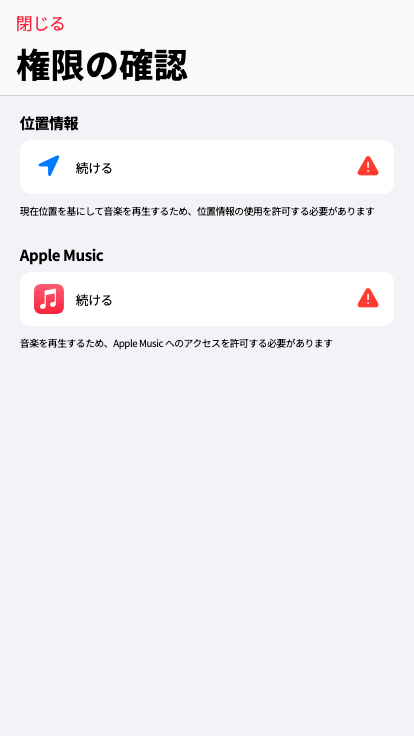 閉じる
権限の確認
位置情報
続ける
現在位置を基にして音楽を再生するため、位置情報の使用を許可する必要があります
Apple Music
続ける
音楽を再生するため、Apple Music へのアクセスを許可する必要があります